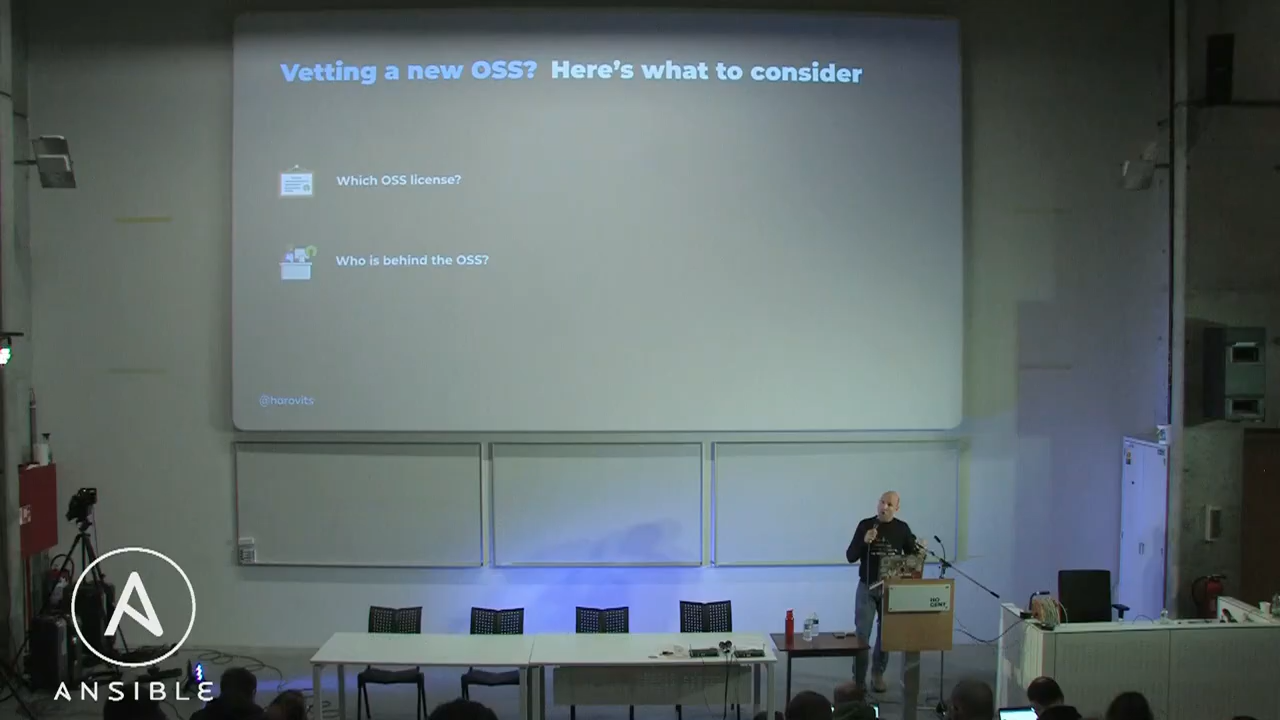 Vetting a new OSS? Here's what to consider
Which OSS license?
Who is behind the OSS?
@horovits
HO
GENT
ANSIBLE